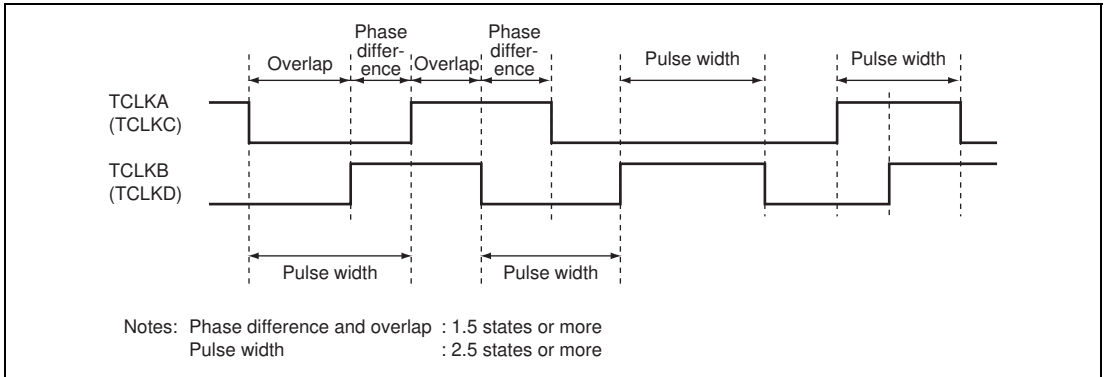 Phase
differ-
ence
Phase
differ-
ence
Overlap
Overlap
Pulse width
Pulse width
TCLKA
(TCLKC)
TCLKB
(TCLKD)
Pulse width
Pulse width
Notes: Phase difference and overlap : 1.5 states or more
Pulse width : 2.5 states or more